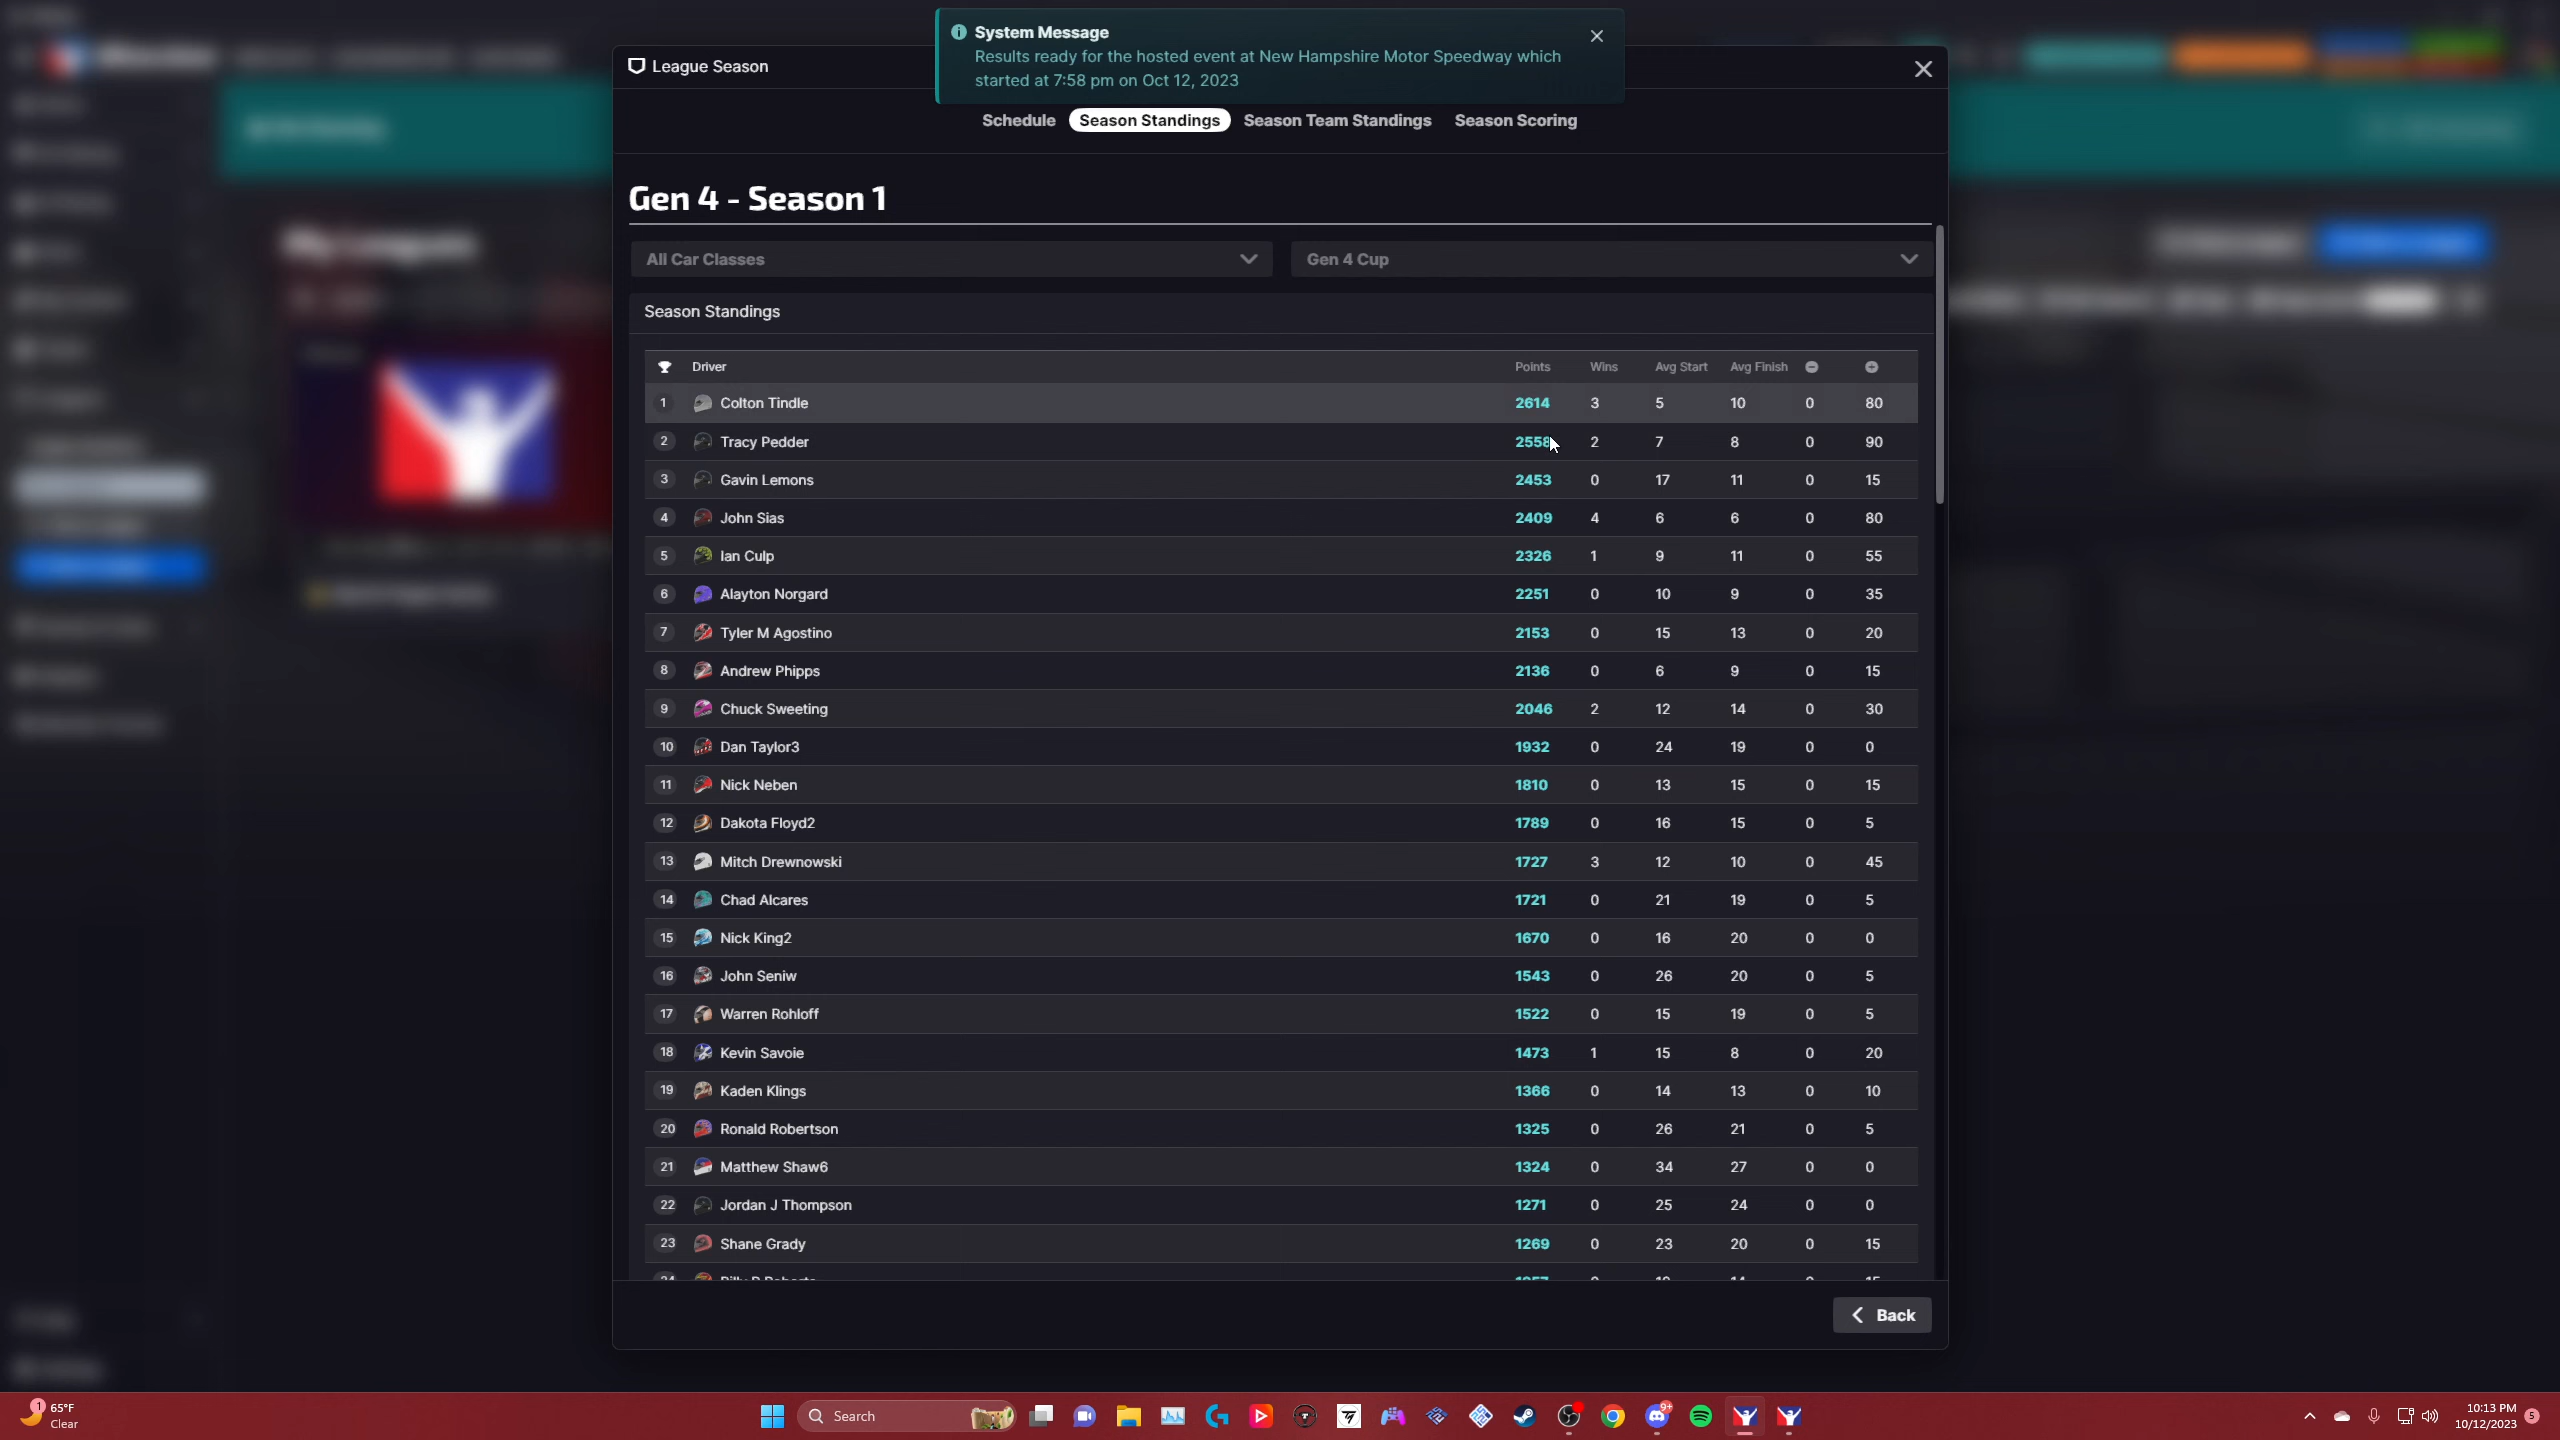 System Message
Results ready for the hosted event at New Hampshire Motor Speedway which
started at 7:58 pm on Oct 12, 2023
League Season
Schedule Season Standings Season Team Standings Season Scoring
Gen 4 - Season 1
All Car Classes Gen 4 Cup
Season Standings
Driver Points Wins Avg Start Avg Finish
1 Colton Tindle 2614 3 5 10 0 80
2 Tracy Pedder 2558 2 7 8 0 90
3 Gavin Lemons 2453 0 17 11 0 15
4 John Sias 2409 4 6 6 0 80
5 Ian Culp 2326 1 9 11 0 55
6 Alayton Norgard 2251 0 10 9 0 35
7 Tyler M Agostino 2153 0 15 13 0 20
8 Andrew Phipps 2136 0 6 9 0 15
9 Chuck Sweeting 2046 2 12 14 0 30
10 Dan Taylor3 1932 0 24 19 0 0
11 Nick Neben 1810 0 13 15 0 15
12 Dakota Floyd2 1789 0 16 15 0 5
13 Mitch Drewnowski 1727 3 12 10 0 45
14 Chad Alcares 1721 0 21 19 0 5
15 Nick King2 1670 0 16 20 0 0
16 John Seniw 1543 0 26 20 0 5
17 Warren Rohloff 1522 0 15 19 0 5
18 Kevin Savoie 1473 1 15 8 0 20
19 Kaden Klings 1366 0 14 13 0 10
20 Ronald Robertson 1325 0 26 21 0 5
21 Matthew Shaw6 1324 0 34 27 0 0
22 Jordan J Thompson 1271 0 25 24 0 0
23 Shane Grady 1269 0 23 20 0 15
Back
1 65°F
Clear
Search
9+
10:13 PM
10/12/2023 5